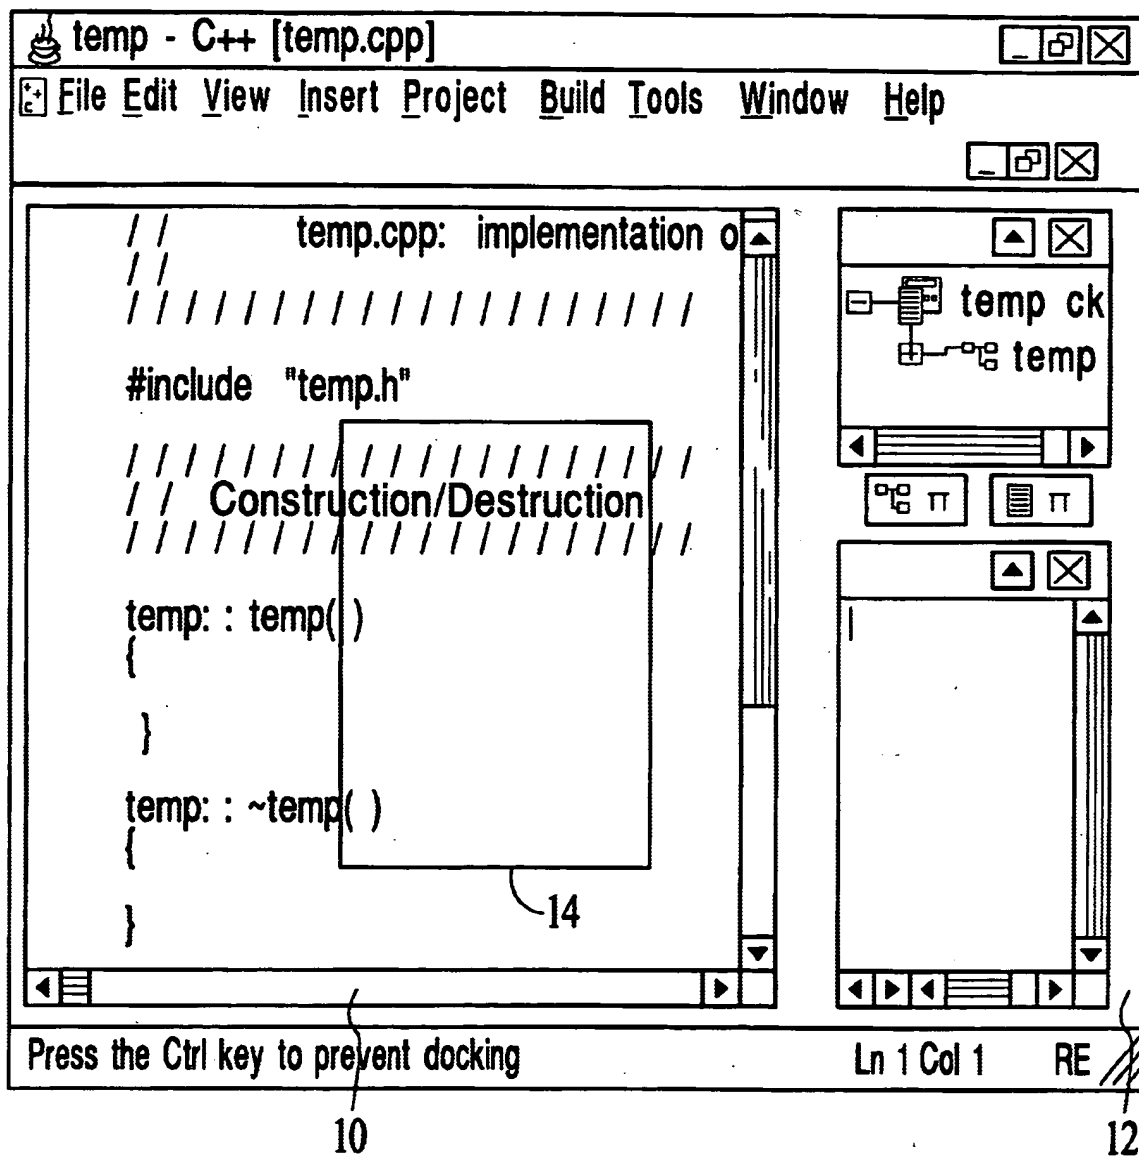 temp - C++ [temp.cpp]
File Edit View Insert Project Build Tools Window Help
/ / temp.cpp: implementation o
/ /
/ / / / / / / / / / / / / / / / / / / /
#include "temp.h"
/ / / / / / / / / / / / / / / / / / / /
/ / Construction/Destruction
/ / / / / / / / / / / / / / / / / / / /
temp: : temp( )
{
}
temp: : ~temp( )
{
}
14
temp ck
temp
Press the Ctrl key to prevent docking
Ln 1 Col 1 RE
10
12